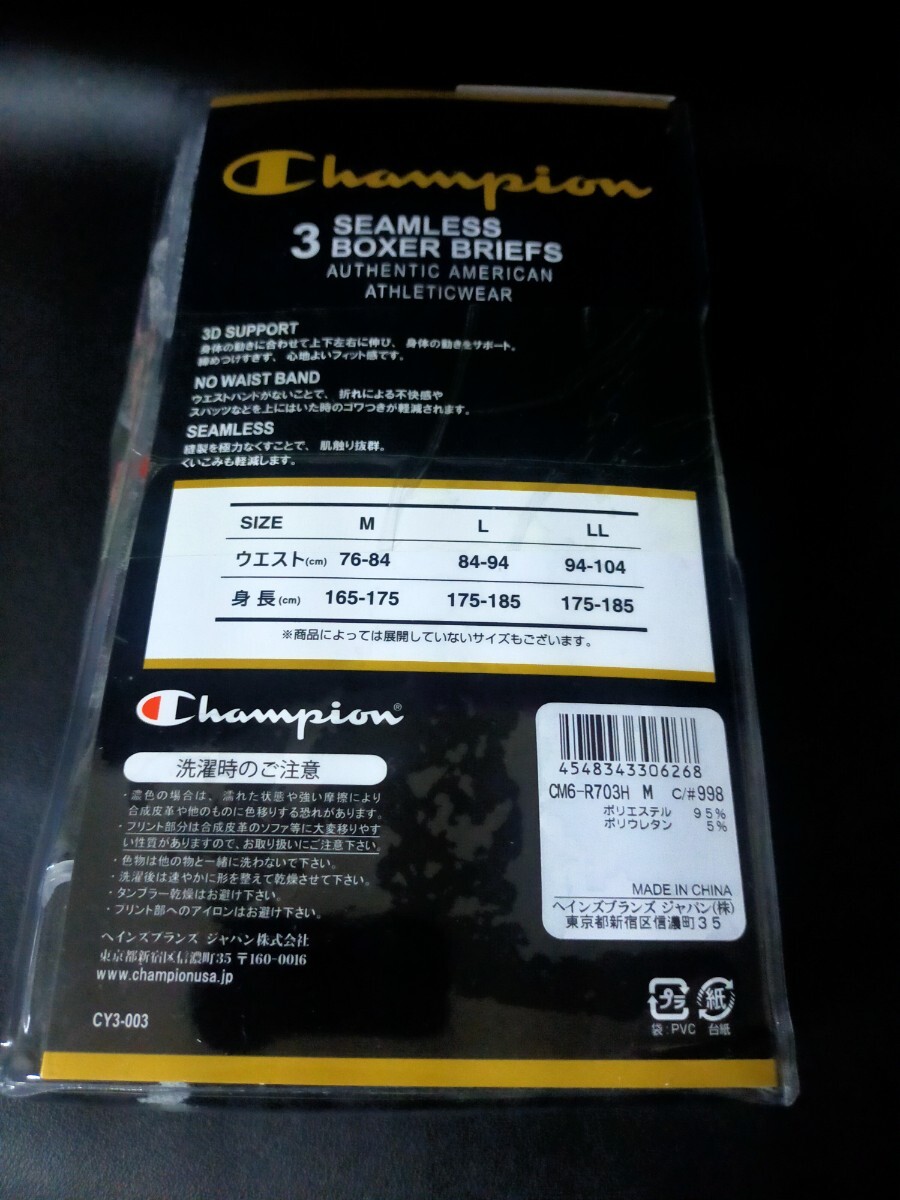 Champion
3 SEAMLESS
BOXER BRIEFS
AUTHENTIC AMERICAN
ATHLETICWEAR
3D SUPPORT
身体の動きに合わせて上下左右に伸び、身体の動きをサポート。
締めつけすぎず、心地よいフィット感です。
NO WAIST BAND
ウエストバンドがないことで、折れによる不快感や
スパッツなどを上にはいた時のゴワつきが軽減されます。
SEAMLESS
縫製を極力なくすことで、肌触り抜群。
くいこみも軽減します。
SIZE M L LL
ウエスト(cm) 76-84 84-94 94-104
身長(cm) 165-175 175-185 175-185
※商品によっては展開していないサイズもございます。
Champion®
洗濯時のご注意
・濃色の場合は、濡れた状態や強い摩擦により
合成皮革や他のものに色移りする恐れがあります。
・プリント部分は合成皮革のソファ等に大変移りやす
い性質がありますので、お取り扱いにご注意下さい。
・色物は他の物と一緒に洗わないで下さい。
・洗濯後は速やかに形を整えて乾燥させて下さい。
・タンブラー乾燥はお避け下さい。
・プリント部へのアイロンはお避け下さい。
ヘインズブランズ ジャパン株式会社
東京都新宿区信濃町35 〒160-0016
www.championusa.jp
CY3-003
4548343306268
CM6-R703H M C/#998
ポリエステル 95%
ポリウレタン 5%
MADE IN CHINA
ヘインズブランズ ジャパン(株)
東京都新宿区信濃町35
プラ 紙
袋:PVC 台紙